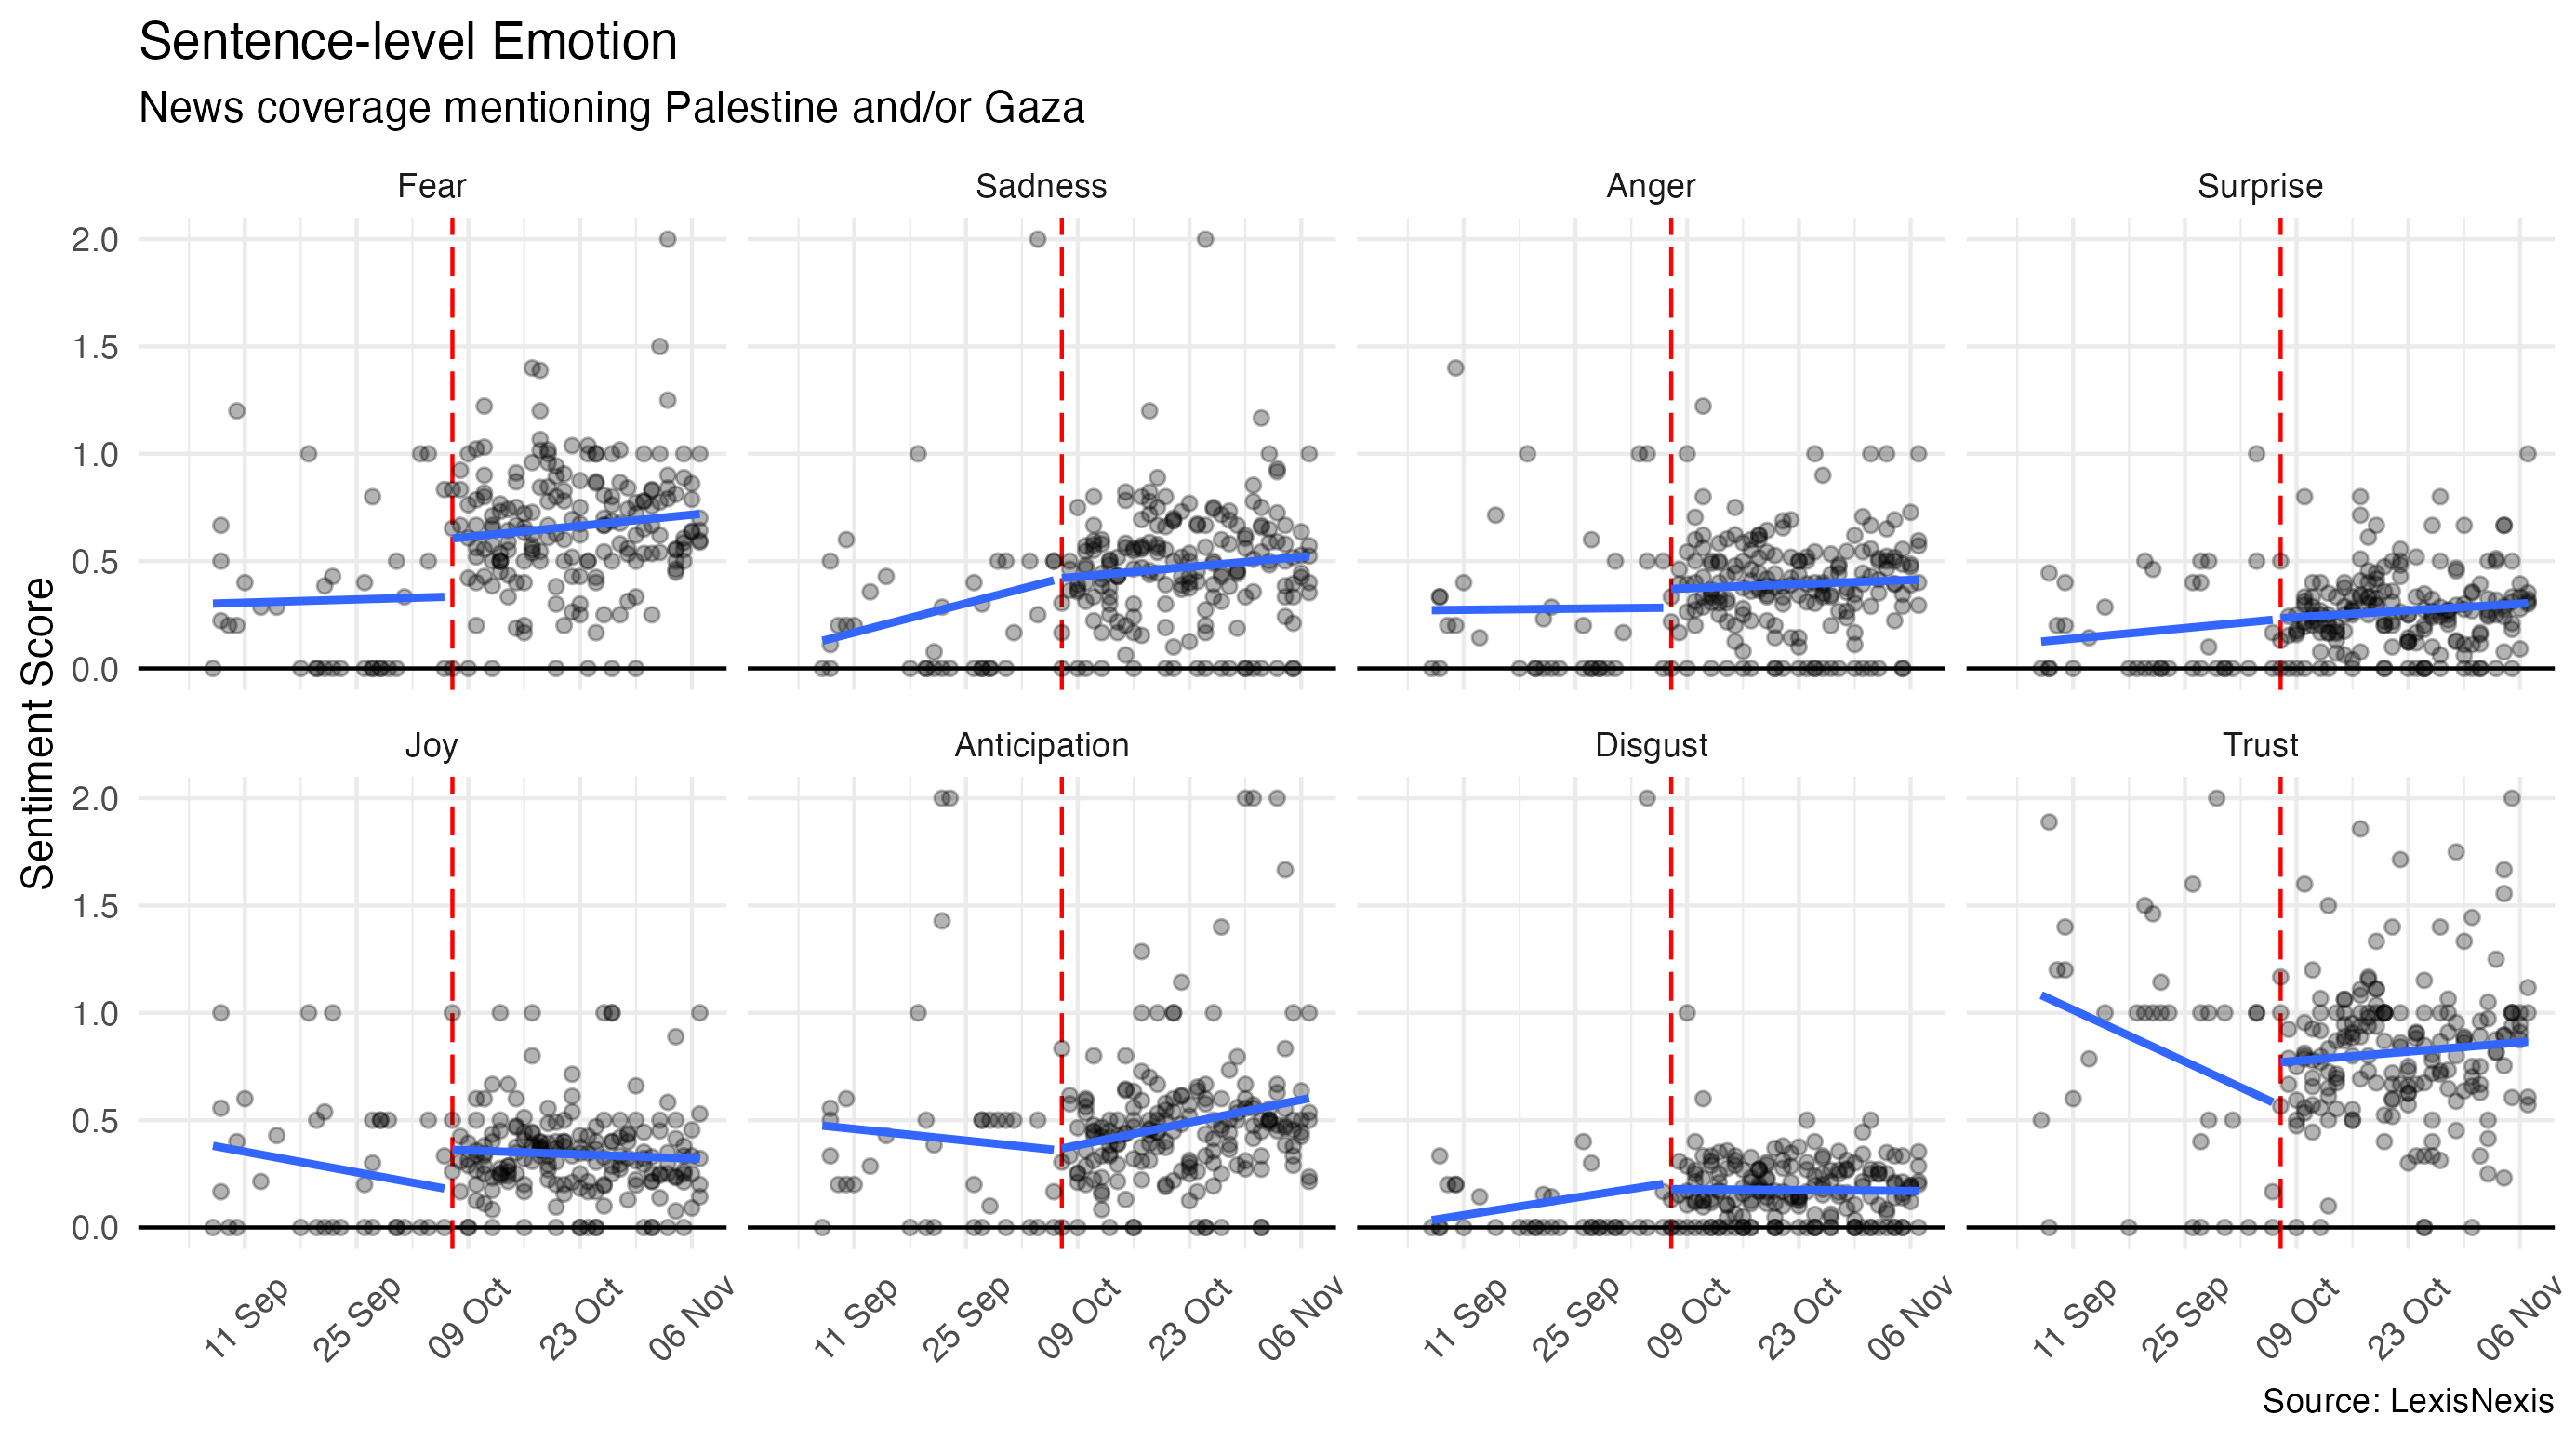 Sentence-level Emotion
News coverage mentioning Palestine and/or Gaza
Fear Sadness Anger Surprise
2.0
1.5
1.0
0.5
0.0
Sentiment Score
Joy Anticipation Disgust Trust
2.0
1.5
1.0
0.5
0.0
11 Sep 25 Sep 09 Oct 23 Oct 06 Nov 11 Sep 25 Sep 09 Oct 23 Oct 06 Nov 11 Sep 25 Sep 09 Oct 23 Oct 06 Nov 11 Sep 25 Sep 09 Oct 23 Oct 06 Nov
Source: LexisNexis